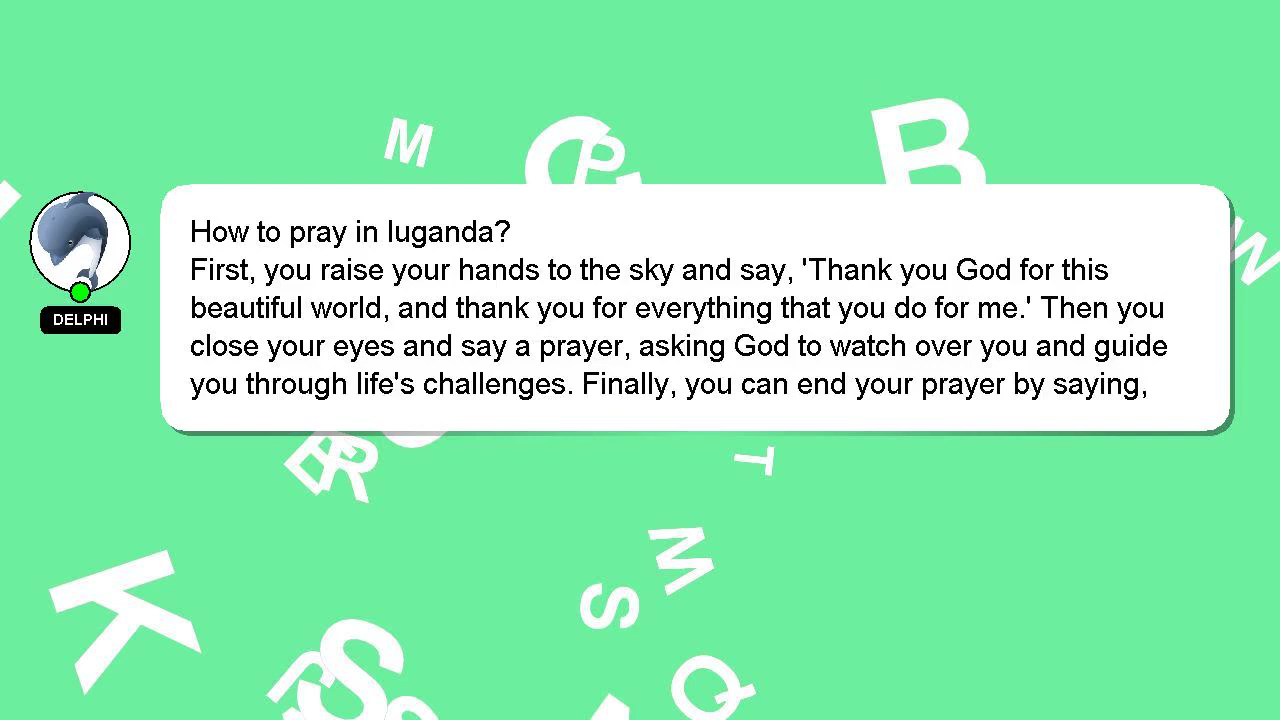 M
C
P
B
W
How to pray in luganda?
First, you raise your hands to the sky and say, 'Thank you God for this
beautiful world, and thank you for everything that you do for me.' Then you
close your eyes and say a prayer, asking God to watch over you and guide
you through life's challenges. Finally, you can end your prayer by saying,
DELPHI
R
T
M
K
S
S
Q